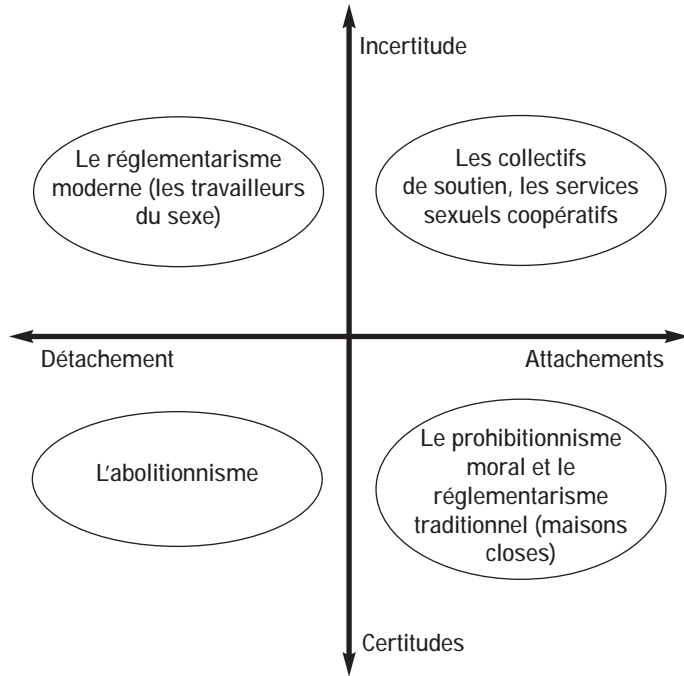 Incertitude
Le réglementarisme
moderne (les travailleurs
du sexe)
Les collectifs
de soutien, les services
sexuels coopératifs
Détachement
Attachements
L'abolitionnisme
Le prohibitionnisme
moral et le
réglementarisme
traditionnel (maisons
closes)
Certitudes